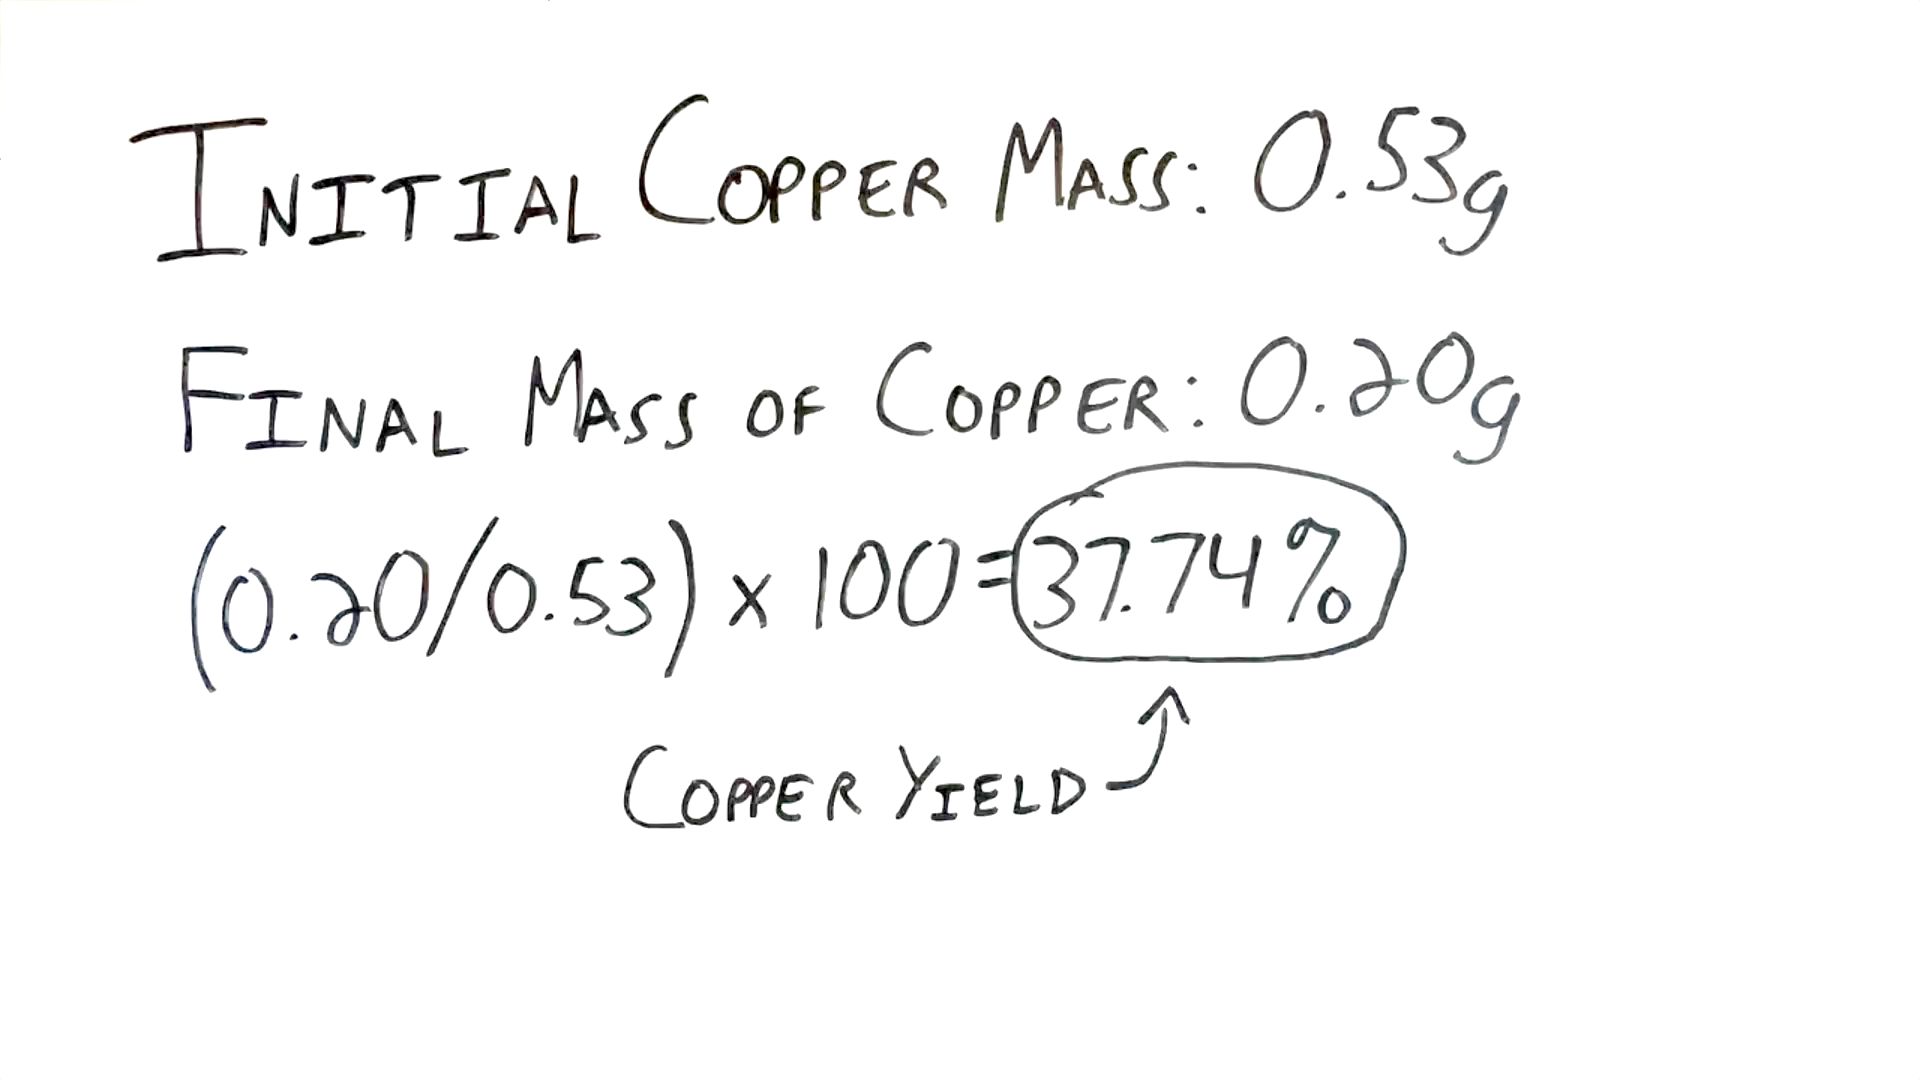 INITIAL COPPER MASS: 0.53g
FINAL MASS OF COPPER: 0.20g
(0.20/0.53) x 100=37.74%
COPPER YIELD